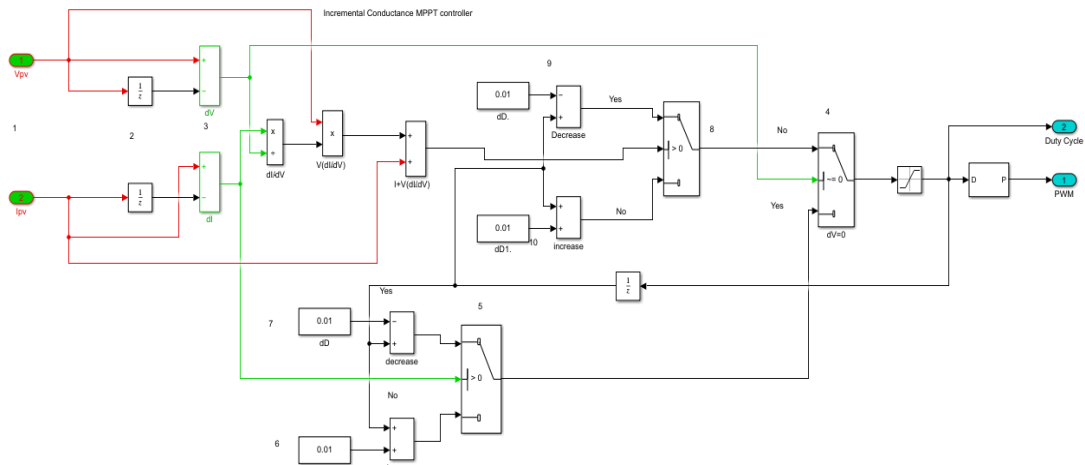 Incremental Conductance MPPT controller
1
Vpv
1
z
+
−
dV
1
2
3
2
Ipv
1
z
+
−
dI
x
÷
dI/dV
x
V(dI/dV)
+
+
I+V(dI/dV)
9
0.01
dD.
−
+
Decrease
Yes
0.01
dD1.
10
+
+
increase
No
> 0
8
No
4
~= 0
Yes
dV=0
D
P
2
Duty Cycle
1
PWM
1
z
Yes
7
0.01
dD
−
+
decrease
5
> 0
No
6
0.01
+
+